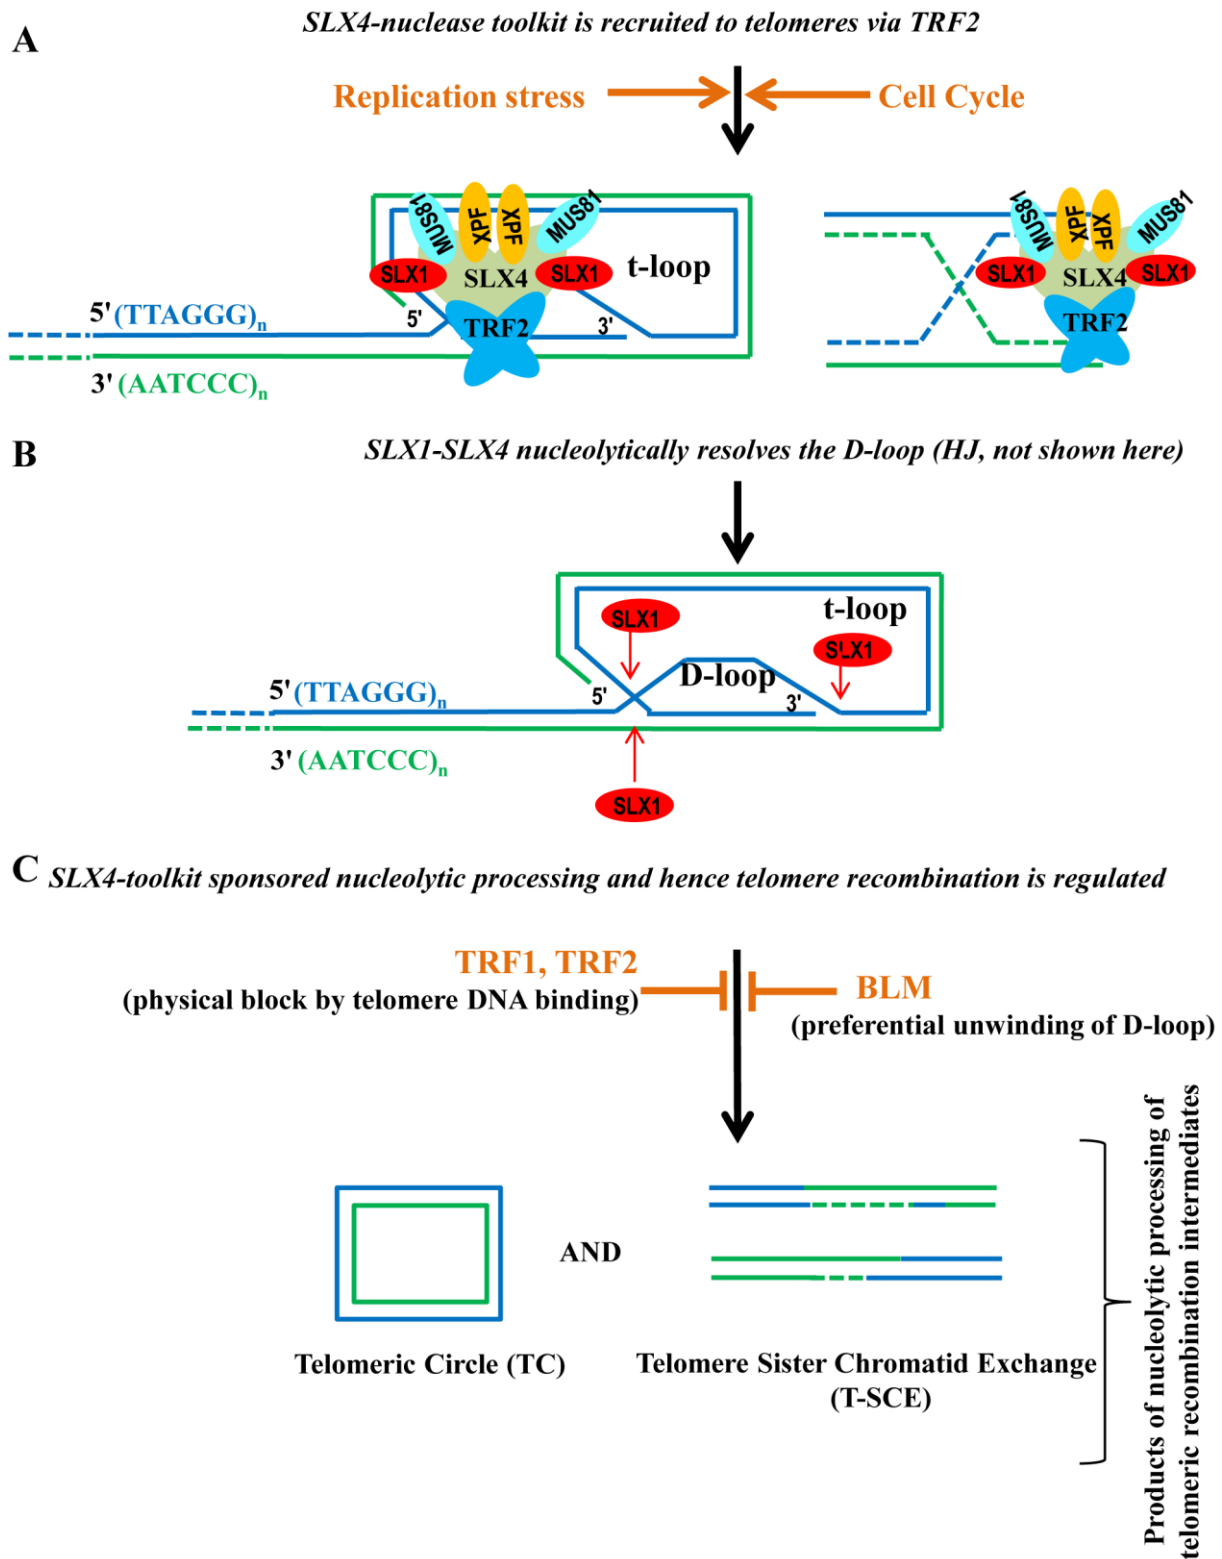 A
SLX4-nuclease toolkit is recruited to telomeres via TRF2
Replication stress
Cell Cycle
MUS81
XPF
XPF
MUS81
SLX1
SLX4
SLX1
t-loop
5' (TTAGGG)n
5'
TRF2
3'
3' (AATCCC)n
MUS81
XPF
XPF
MUS81
SLX1
SLX4
SLX1
TRF2
B
SLX1-SLX4 nucleolytically resolves the D-loop (HJ, not shown here)
SLX1
t-loop
SLX1
D-loop
5' (TTAGGG)n
5'
3'
3' (AATCCC)n
SLX1
C
SLX4-toolkit sponsored nucleolytic processing and hence telomere recombination is regulated
TRF1, TRF2
(physical block by telomere DNA binding)
BLM
(preferential unwinding of D-loop)
AND
Telomeric Circle (TC)
Telomere Sister Chromatid Exchange
(T-SCE)
Products of nucleolytic processing of
telomeric recombination intermediates